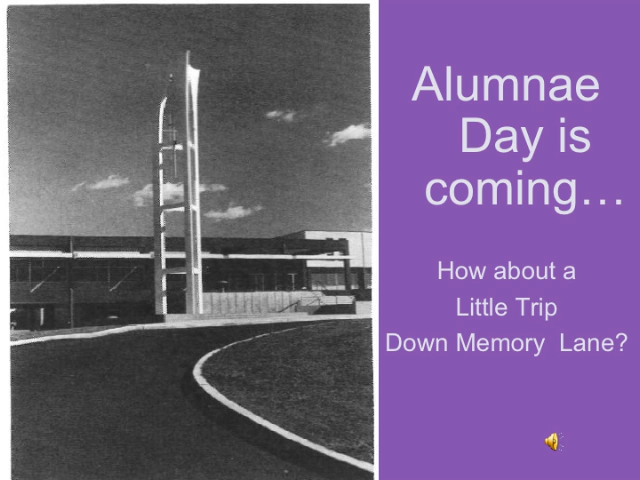 Alumnae
Day is
coming…
How about a
Little Trip
Down Memory Lane?